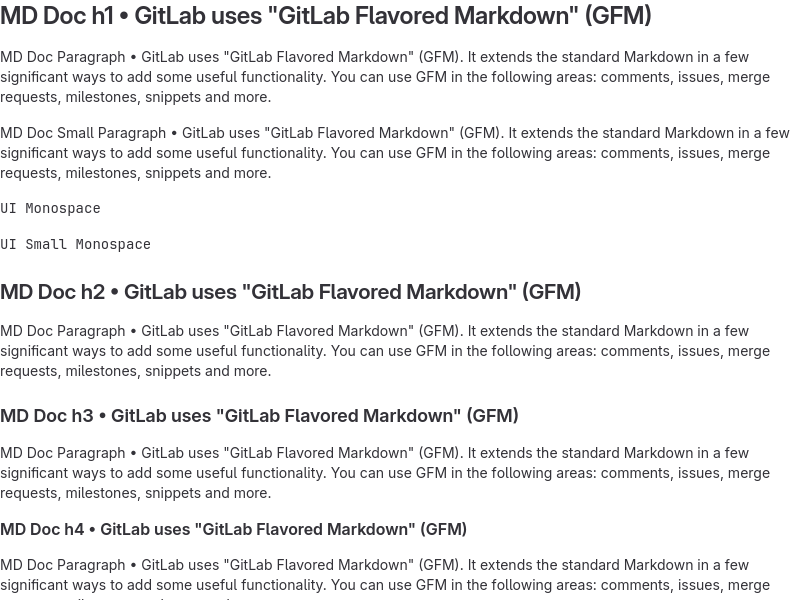 MD Doc h1 • GitLab uses "GitLab Flavored Markdown" (GFM)
MD Doc Paragraph • GitLab uses "GitLab Flavored Markdown" (GFM). It extends the standard Markdown in a few
significant ways to add some useful functionality. You can use GFM in the following areas: comments, issues, merge
requests, milestones, snippets and more.
MD Doc Small Paragraph • GitLab uses "GitLab Flavored Markdown" (GFM). It extends the standard Markdown in a few
significant ways to add some useful functionality. You can use GFM in the following areas: comments, issues, merge
requests, milestones, snippets and more.
UI Monospace
UI Small Monospace
MD Doc h2 • GitLab uses "GitLab Flavored Markdown" (GFM)
MD Doc Paragraph • GitLab uses "GitLab Flavored Markdown" (GFM). It extends the standard Markdown in a few
significant ways to add some useful functionality. You can use GFM in the following areas: comments, issues, merge
requests, milestones, snippets and more.
MD Doc h3 • GitLab uses "GitLab Flavored Markdown" (GFM)
MD Doc Paragraph • GitLab uses "GitLab Flavored Markdown" (GFM). It extends the standard Markdown in a few
significant ways to add some useful functionality. You can use GFM in the following areas: comments, issues, merge
requests, milestones, snippets and more.
MD Doc h4 • GitLab uses "GitLab Flavored Markdown" (GFM)
MD Doc Paragraph • GitLab uses "GitLab Flavored Markdown" (GFM). It extends the standard Markdown in a few
significant ways to add some useful functionality. You can use GFM in the following areas: comments, issues, merge